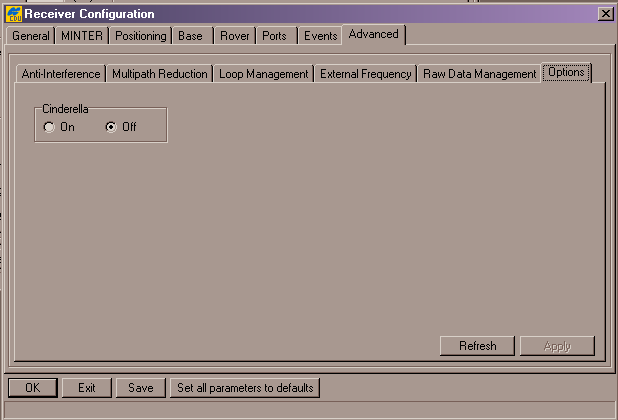 Receiver Configuration
General MINTER Positioning Base Rover Ports Events Advanced
Anti-Interference Multipath Reduction Loop Management External Frequency Raw Data Management Options
Cinderella
On Off
Refresh Apply
OK Exit Save Set all parameters to defaults